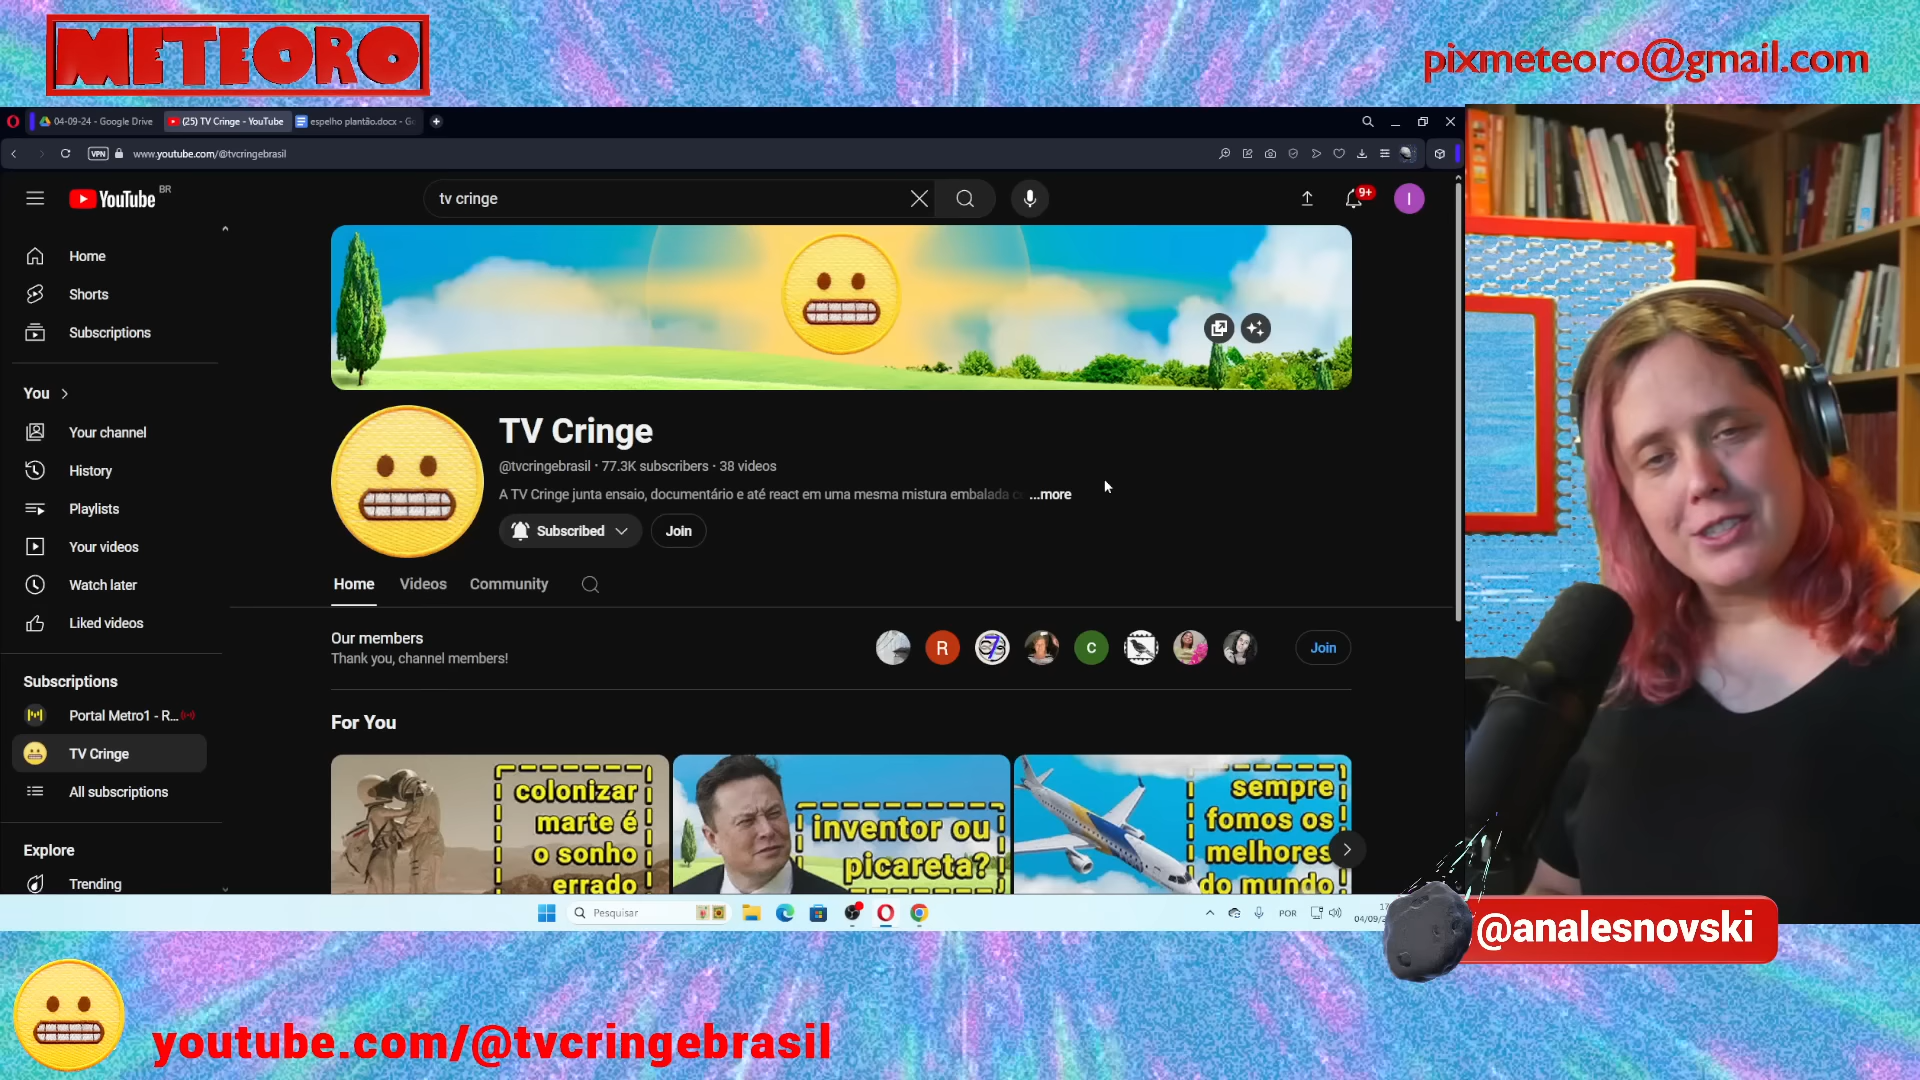 METEORO
pixmeteoro@gmail.com
04-09-24 - Google Drive
(25) TV Cringe - YouTube
espelho plantão.docx - Go
VPN
www.youtube.com/@tvcringebrasil
YouTube
BR
tv cringe
9+
I
Home
Shorts
Subscriptions
You
Your channel
History
Playlists
Your videos
Watch later
Liked videos
Subscriptions
Portal Metro1 - R...
TV Cringe
All subscriptions
Explore
Trending
TV Cringe
@tvcringebrasil · 77.3K subscribers · 38 videos
A TV Cringe junta ensaio, documentário e até react em uma mesma mistura embalada
...more
Subscribed
Join
Home
Videos
Community
Our members
Thank you, channel members!
R
7
C
Join
For You
colonizar
marte é
o sonho
errado
inventor ou
picareta?
sempre
fomos os
melhores
do mundo
Pesquisar
POR
04/09/
@analesnovski
youtube.com/@tvcringebrasil